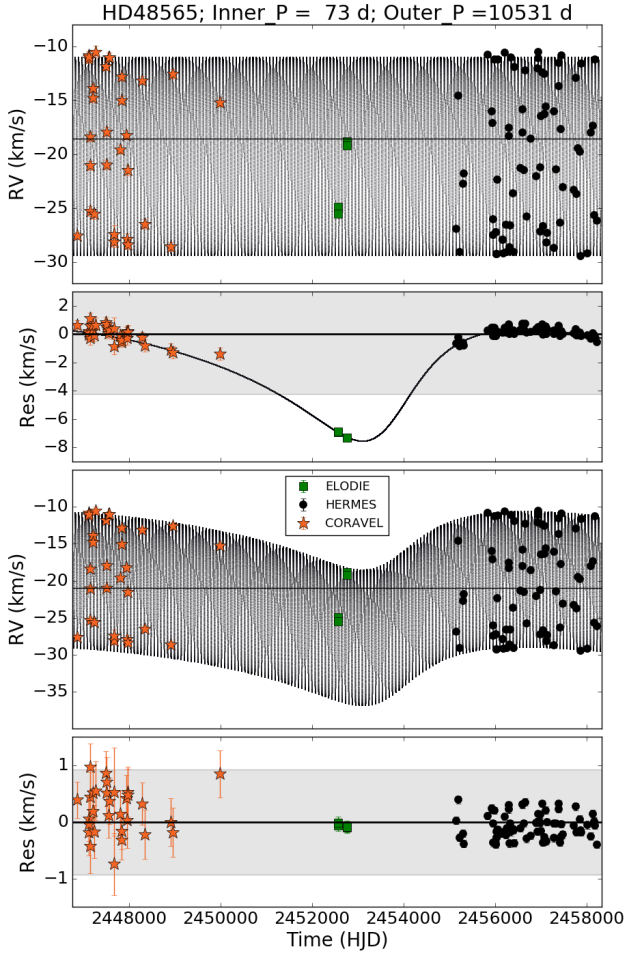 HD48565; Inner_P =  73 d; Outer_P =10531 d
−10
−15
−20
−25
−30
RV (km/s)
2
0
−2
−4
−6
−8
Res (km/s)
ELODIE
HERMES
CORAVEL
−10
−15
−20
−25
−30
−35
RV (km/s)
1
0
−1
Res (km/s)
2448000 2450000 2452000 2454000 2456000 2458000
Time (HJD)